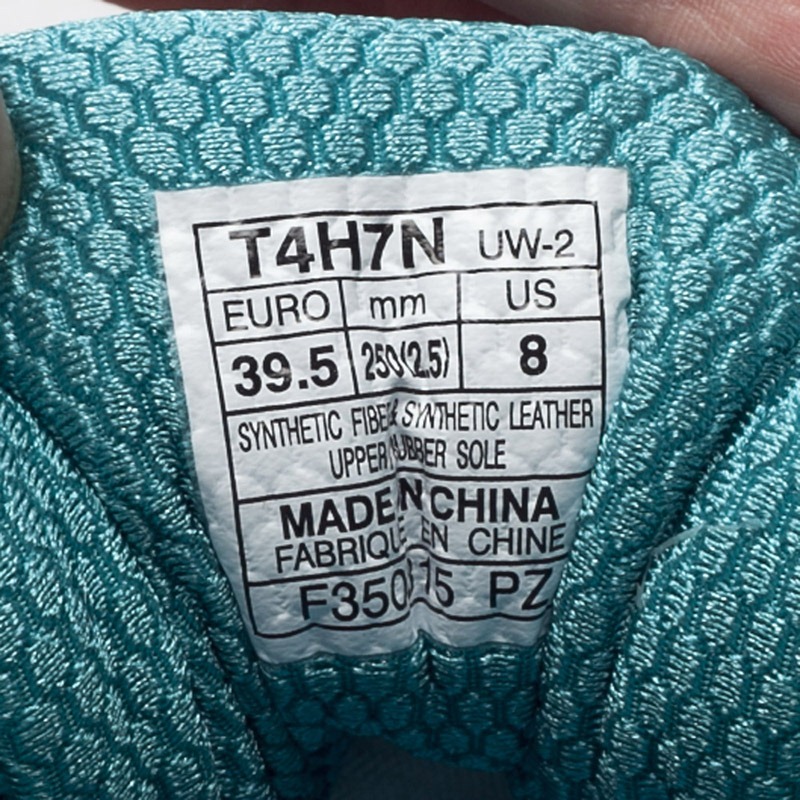 T4H7N UW-2
EURO mm US
39.5 250(2.5) 8
SYNTHETIC FIBER& SYNTHETIC LEATHER
UPPER RUBBER SOLE
MADE IN CHINA
FABRIQUE EN CHINE
PZ